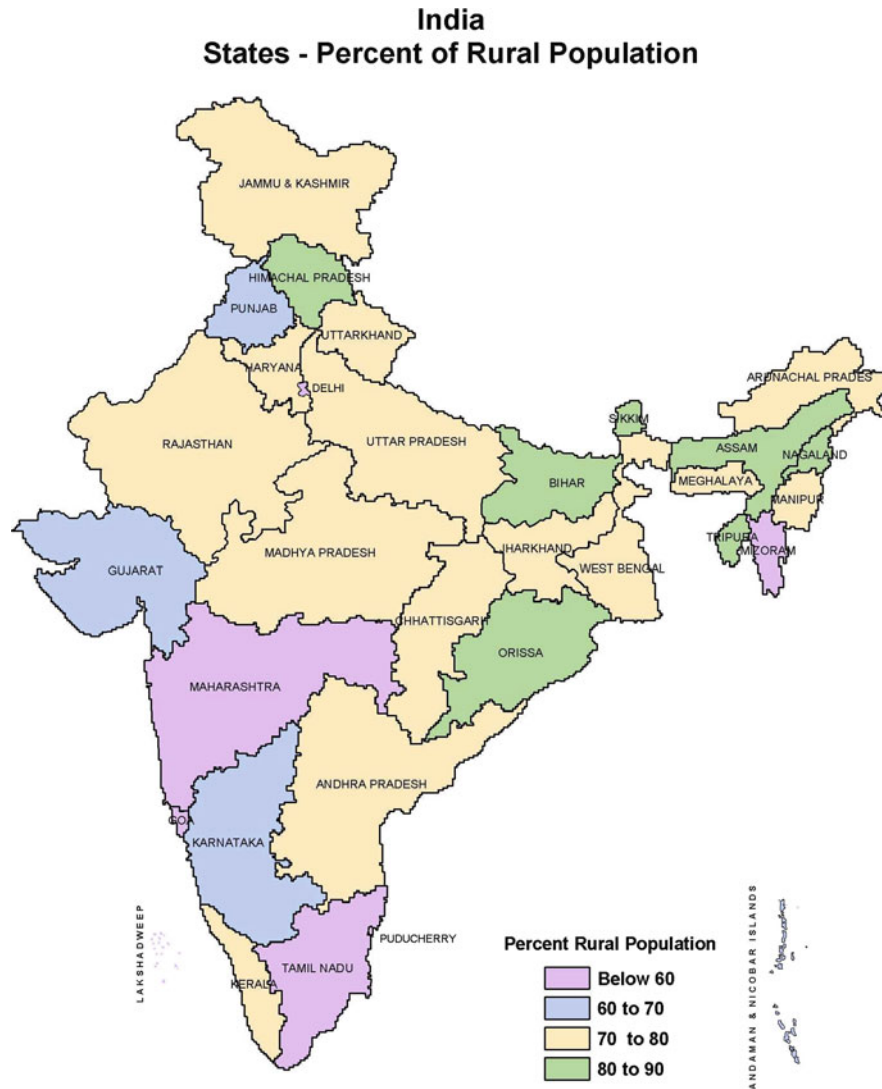 India
States - Percent of Rural Population
JAMMU & KASHMIR
HIMACHAL PRADESH
PUNJAB
UTTARKHAND
HARYANA
DELHI
ARUNACHAL PRADES
SIKKIM
RAJASTHAN
UTTAR PRADESH
ASSAM
NAGALAND
BIHAR
MEGHALAYA
MANIPUR
TRIPURA
MIZORAM
MADHYA PRADESH
JHARKHAND
WEST BENGAL
GUJARAT
CHHATTISGARH
ORISSA
MAHARASHTRA
ANDHRA PRADESH
GOA
KARNATAKA
LAKSHADWEEP
PUDUCHERRY
TAMIL NADU
KERALA
ANDAMAN & NICOBAR ISLANDS
Percent Rural Population
Below 60
60 to 70
70 to 80
80 to 90